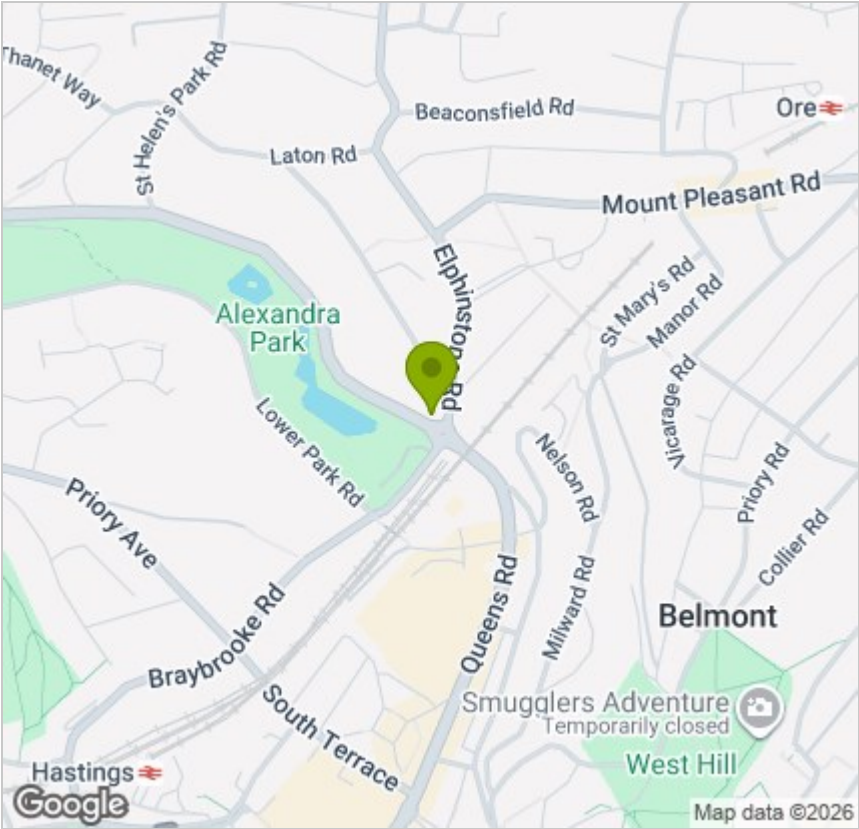 Thanet Way
St Helen's Park Rd
Beaconsfield Rd
Ore
Laton Rd
Mount Pleasant Rd
Elphinstone Rd
St Mary's Rd
Manor Rd
Alexandra
Park
Vicarage Rd
Lower Park Rd
Nelson Rd
Priory Rd
Priory Ave
Collier Rd
Queens Rd
Milward Rd
Belmont
Braybrooke Rd
South Terrace
Smugglers Adventure
Temporarily closed
West Hill
Hastings
Google
Map data ©2026